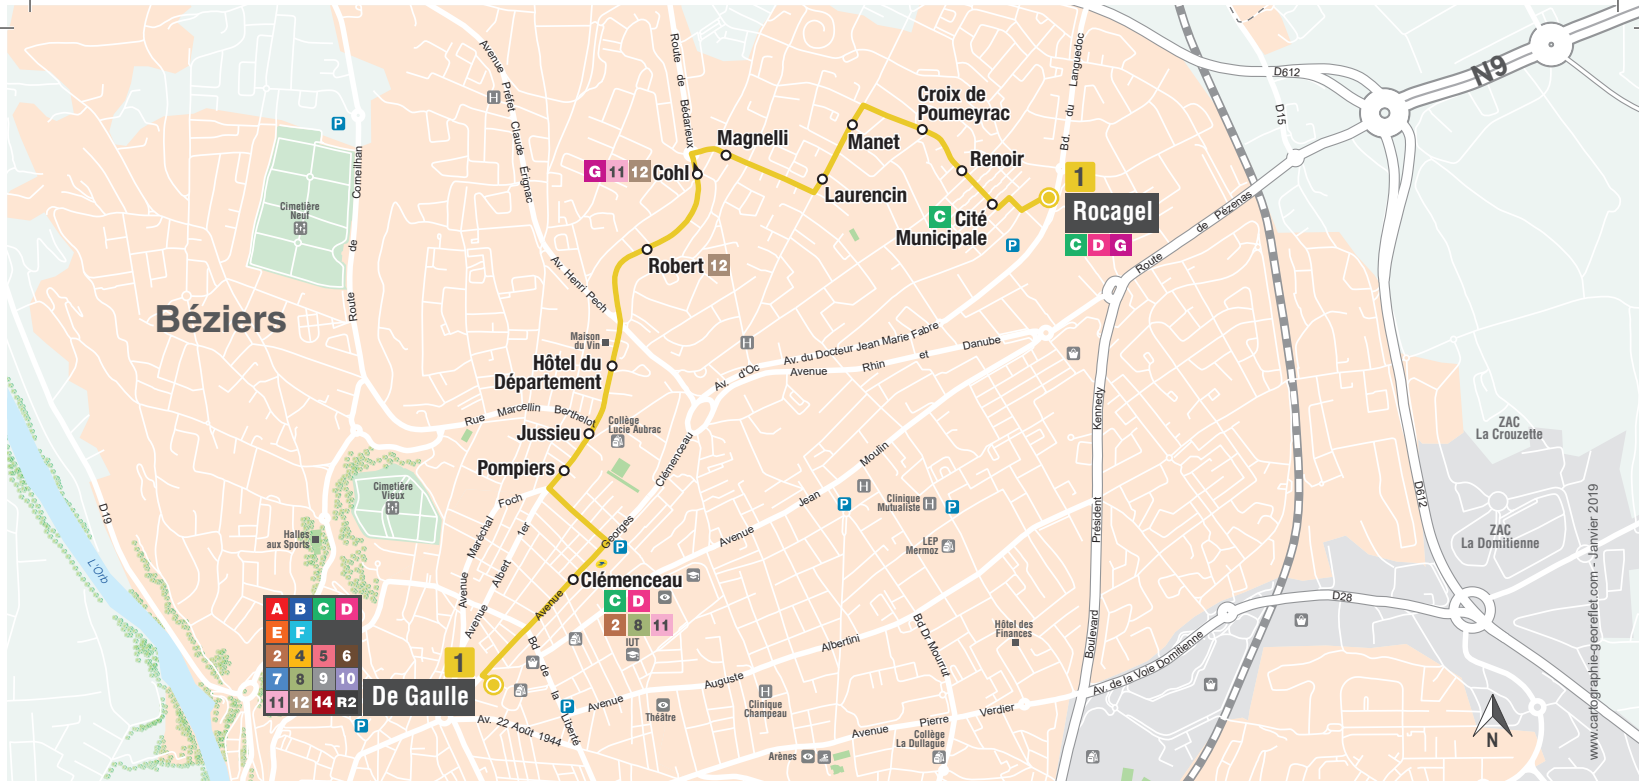 N9
D612
D15
Bd. du Languedoc
Route de Bédarieux
Avenue Préfet Claude Érignac
Croix de
Poumeyrac
Magnelli
Manet
Renoir
G 11 12 Cohl
Laurencin
1
Rocagel
C D G
C Cité
Municipale
P
P
H
Cimetière
Neuf
Route de Corneilhan
Robert 12
Av. Henri Pech
Route de Pézenas
Béziers
Maison
du Vin
H
Av. du Docteur Jean Marie Fabre
Av. d'Oc
Avenue Rhin et Danube
Hôtel du
Département
Rue Marcellin Berthelot
Jussieu
Collège
Lucie Aubrac
Pompiers
Avenue Georges Clémenceau
Avenue Jean Moulin
Boulevard Président Kennedy
ZAC
La Crouzette
ZAC
La Domitienne
D612
D19
L'Orb
Cimetière
Vieux
Halles
aux Sports
Avenue Maréchal Foch
Avenue Albert 1er
H
P
Clinique
Mutualiste H P
LEP
Mermoz
P
Clémenceau
C D
2 8 11
IUT
A B C D
E F
2 4 5 6
7 8 9 10
11 12 14 R2
1
De Gaulle
P
P
Bd de la Liberté
Av. 22 Août 1944
Avenue Auguste Albertini
Bd Dr Mourrut
Hôtel des
Finances
D28
Av. de la Voie Domitienne
Théâtre
H
Clinique
Champeau
Avenue Pierre Verdier
Collège
La Dullague
Arènes
N
www.cartographie-georeflet.com - Janvier 2019